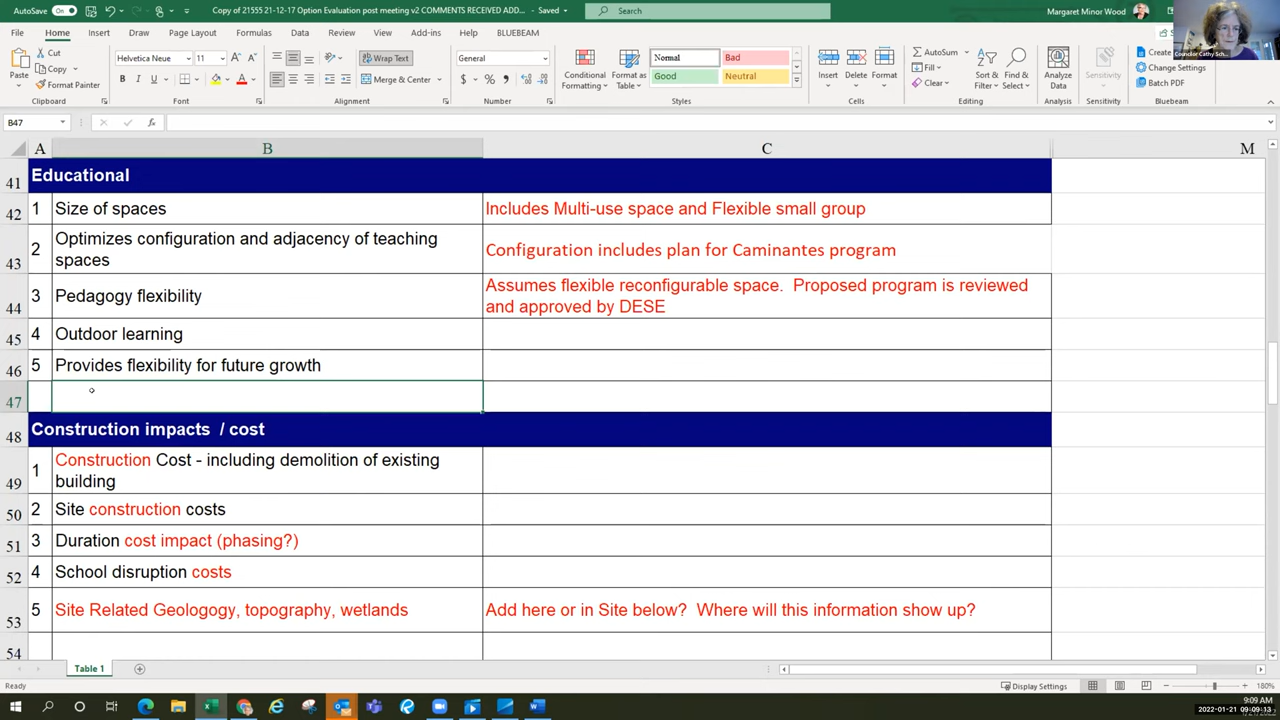 AutoSave On Copy of 21555 21-12-17 Option Evaluation post meeting v2 COMMENTS RECEIVED ADD... - Saved Search Margaret Minor Wood
File Home Insert Draw Page Layout Formulas Data Review View Add-ins Help BLUEBEAM
Councilor Cathy Sch...
Cut Copy Format Painter Paste Clipboard
Helvetica Neue 11 Font
Wrap Text Merge & Center Alignment
General Number
Conditional Formatting Format as Table Normal Bad Good Neutral Styles
Insert Delete Format Cells
AutoSum Fill Clear Sort & Filter Find & Select Editing
Analyze Data Analysis
Sensitivity Sensitivity
Change Settings Batch PDF Bluebeam
B47 fx
A B C M
41 Educational
42 1 Size of spaces Includes Multi-use space and Flexible small group
43 2 Optimizes configuration and adjacency of teaching spaces Configuration includes plan for Caminantes program
44 3 Pedagogy flexibility Assumes flexible reconfigurable space. Proposed program is reviewed and approved by DESE
45 4 Outdoor learning
46 5 Provides flexibility for future growth
47
48 Construction impacts / cost
49 1 Construction Cost - including demolition of existing building
50 2 Site construction costs
51 3 Duration cost impact (phasing?)
52 4 School disruption costs
53 5 Site Related Geologogy, topography, wetlands Add here or in Site below? Where will this information show up?
54
Table 1
Ready Display Settings 180%
9:09 AM
2022-01-21 09:09:13